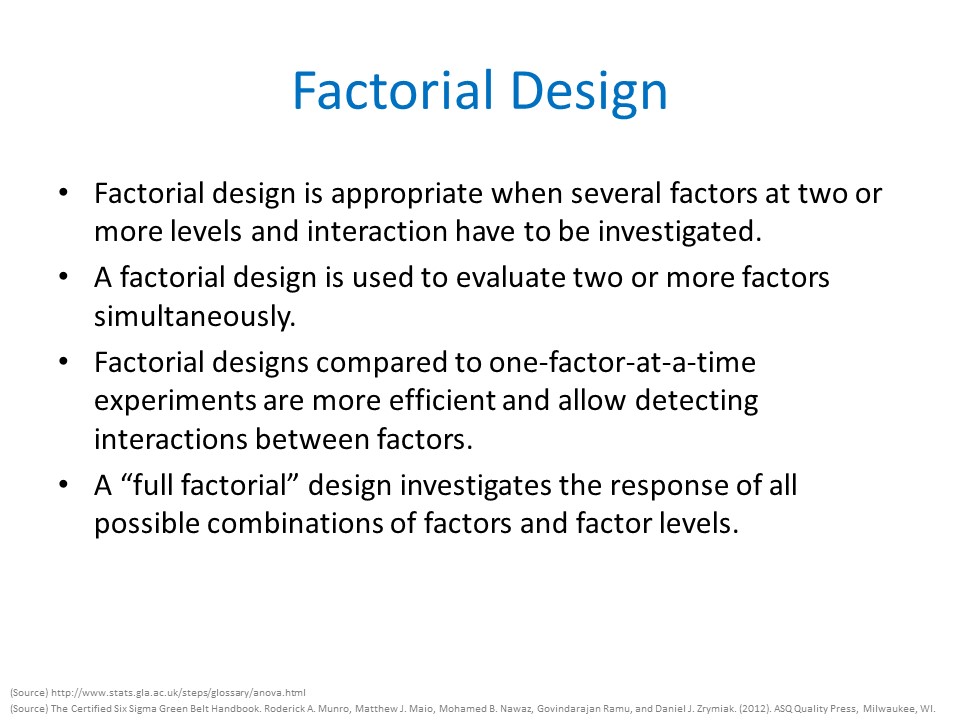 Factorial Design
• Factorial design is appropriate when several factors at two or
more levels and interaction have to be investigated.
• A factorial design is used to evaluate two or more factors
simultaneously.
• Factorial designs compared to one-factor-at-a-time
experiments are more efficient and allow detecting
interactions between factors.
• A “full factorial” design investigates the response of all
possible combinations of factors and factor levels.
(Source) http://www.stats.gla.ac.uk/steps/glossary/anova.html
(Source) The Certified Six Sigma Green Belt Handbook. Roderick A. Munro, Matthew J. Maio, Mohamed B. Nawaz, Govindarajan Ramu, and Daniel J. Zrymiak. (2012). ASQ Quality Press, Milwaukee, WI.